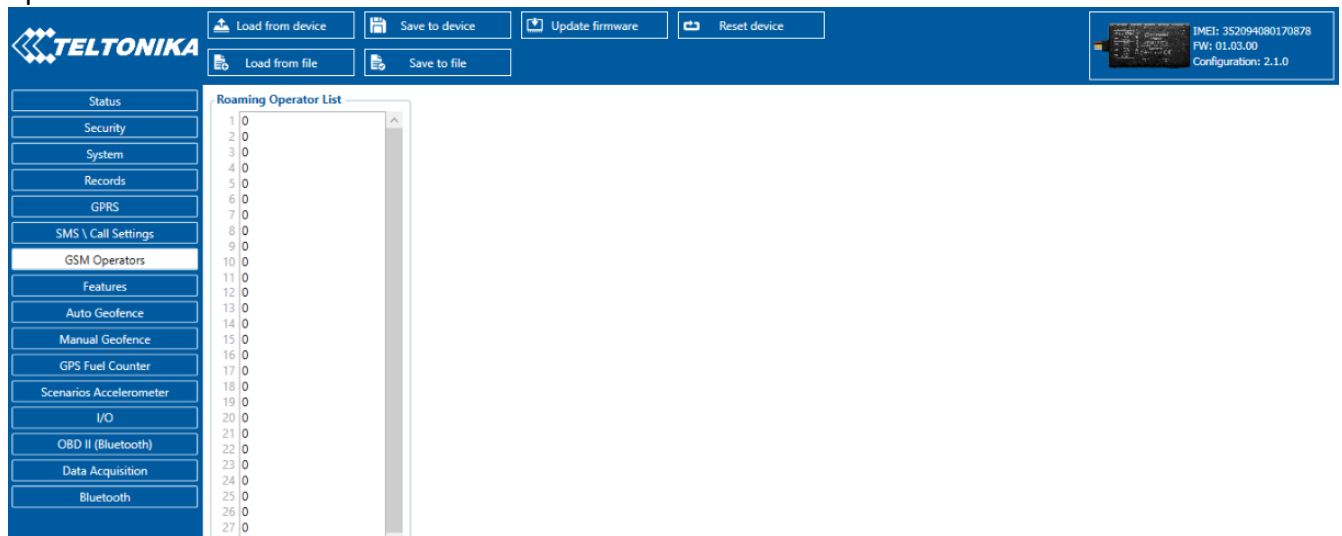 TELTONIKA
Load from device
Save to device
Update firmware
Reset device
Load from file
Save to file
IMEI: 352094080170878
FW: 01.03.00
Configuration: 2.1.0
Status
Security
System
Records
GPRS
SMS \ Call Settings
GSM Operators
Features
Auto Geofence
Manual Geofence
GPS Fuel Counter
Scenarios Accelerometer
I/O
OBD II (Bluetooth)
Data Acquisition
Bluetooth
Roaming Operator List
1 0
2 0
3 0
4 0
5 0
6 0
7 0
8 0
9 0
10 0
11 0
12 0
13 0
14 0
15 0
16 0
17 0
18 0
19 0
20 0
21 0
22 0
23 0
24 0
25 0
26 0
27 0